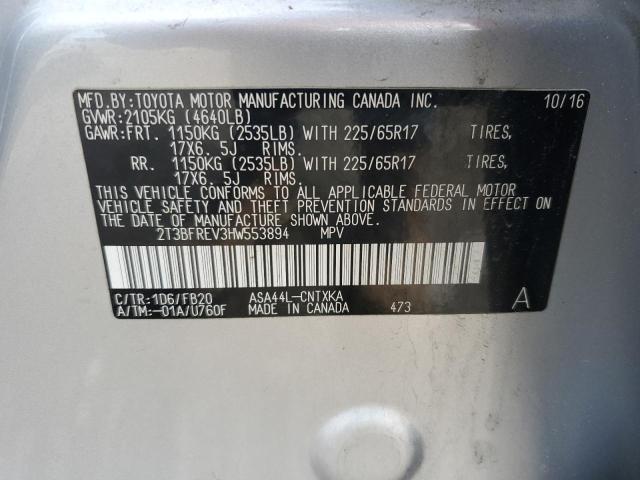 MFD.BY:TOYOTA MOTOR MANUFACTURING CANADA INC. 10/16
GVWR:2105KG (4640LB)
GAWR:FRT. 1150KG (2535LB) WITH 225/65R17 TIRES,
17X6. 5J RIMS.
RR. 1150KG (2535LB) WITH 225/65R17 TIRES,
17X6. 5J RIMS.
THIS VEHICLE CONFORMS TO ALL APPLICABLE FEDERAL MOTOR
VEHICLE SAFETY AND THEFT PREVENTION STANDARDS IN EFFECT ON
THE DATE OF MANUFACTURE SHOWN ABOVE.
2T3BFREV3HW553894 MPV
C/TR:1D6/FB20 ASA44L-CNTXKA
A/TM:-01A/U760F MADE IN CANADA 473 A